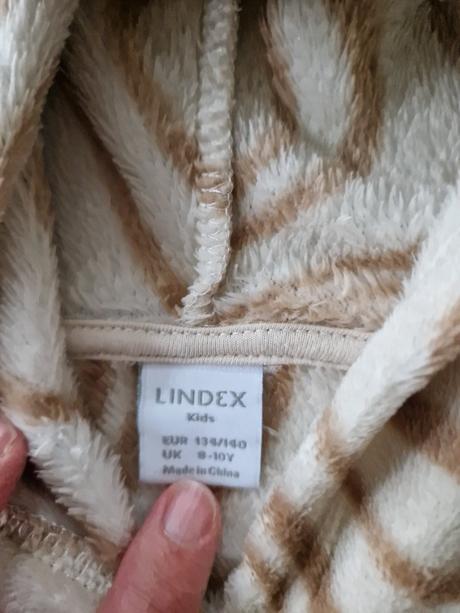 LINDEX
Kids
EUR 134/140
UK 8-10Y
Made in China